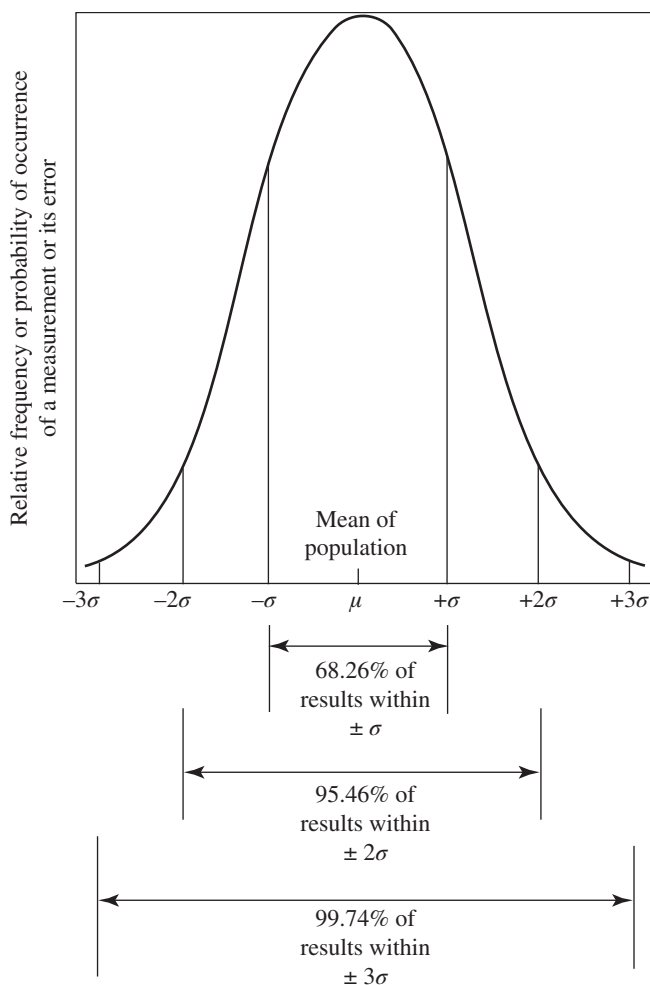 Relative frequency or probability of occurrence
of a measurement or its error
Mean of
population
−3σ −2σ −σ μ +σ +2σ +3σ
68.26% of
results within
± σ
95.46% of
results within
± 2σ
99.74% of
results within
± 3σ